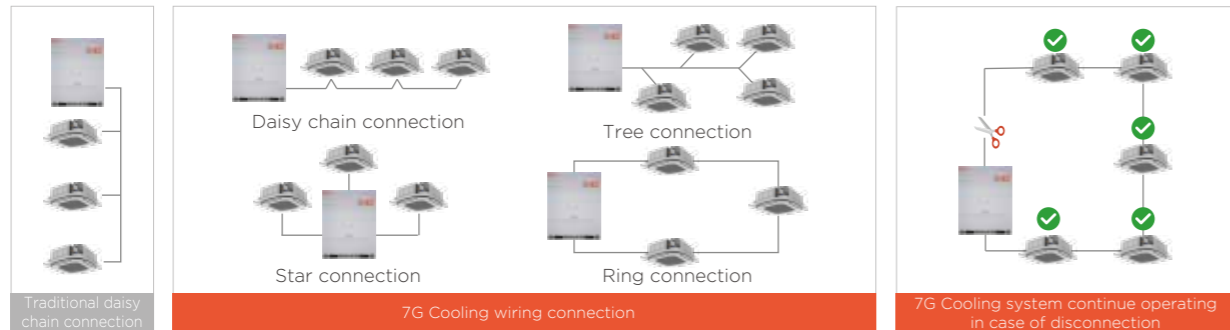 Daisy chain connection
Tree connection
Star connection
Ring connection
Traditional daisy
chain connection
7G Cooling wiring connection
7G Cooling system continue operating
in case of disconnection